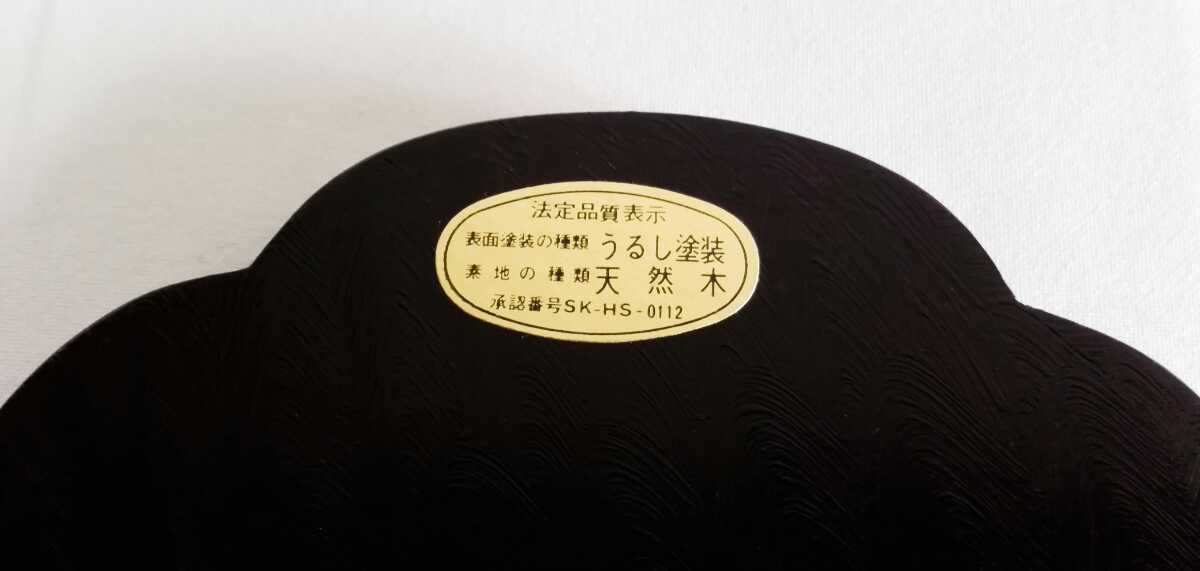 法定品質表示
表面塗装の種類 うるし塗装
素地の種類 天然木
承認番号SK-HS-0112